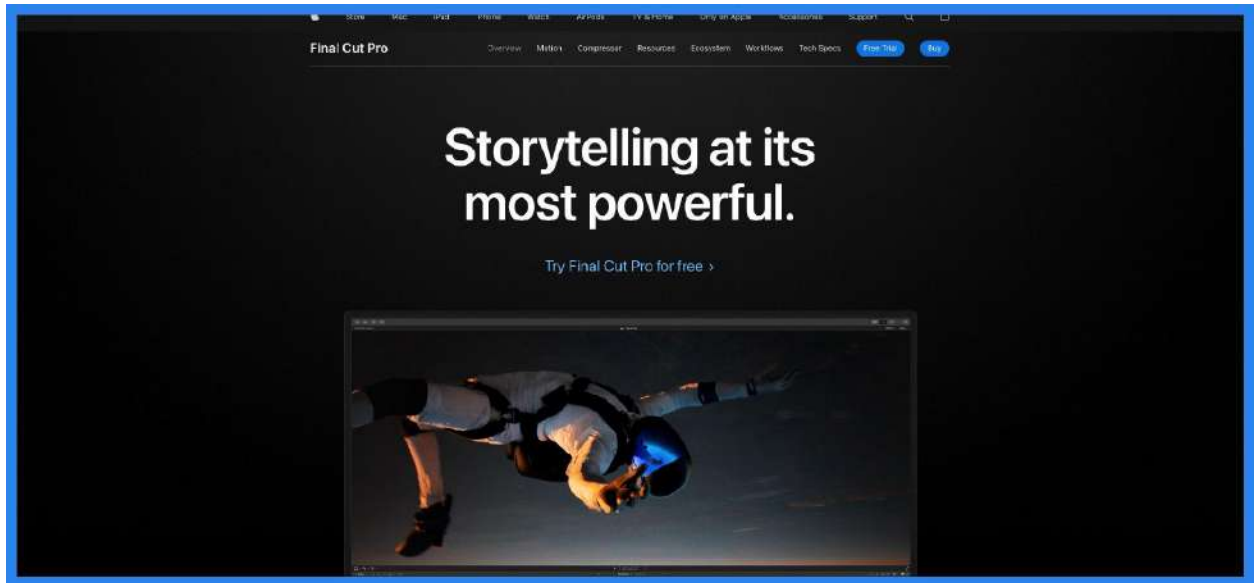 Store Mac iPad iPhone Watch AirPods TV & Home Only on Apple Accessories Support
Final Cut Pro Overview Motion Compressor Resources Ecosystem Workflows Tech Specs Free Trial Buy
Storytelling at its
most powerful.
Try Final Cut Pro for free >